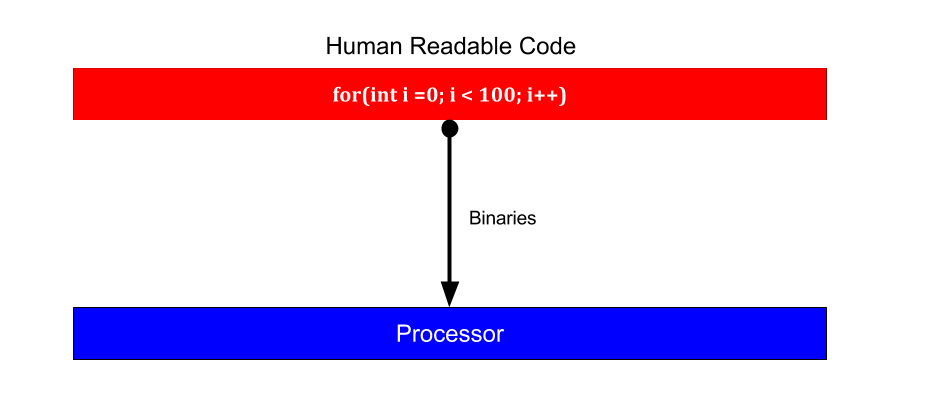 Human Readable Code
for(int i =0; i < 100; i++)
Binaries
Processor